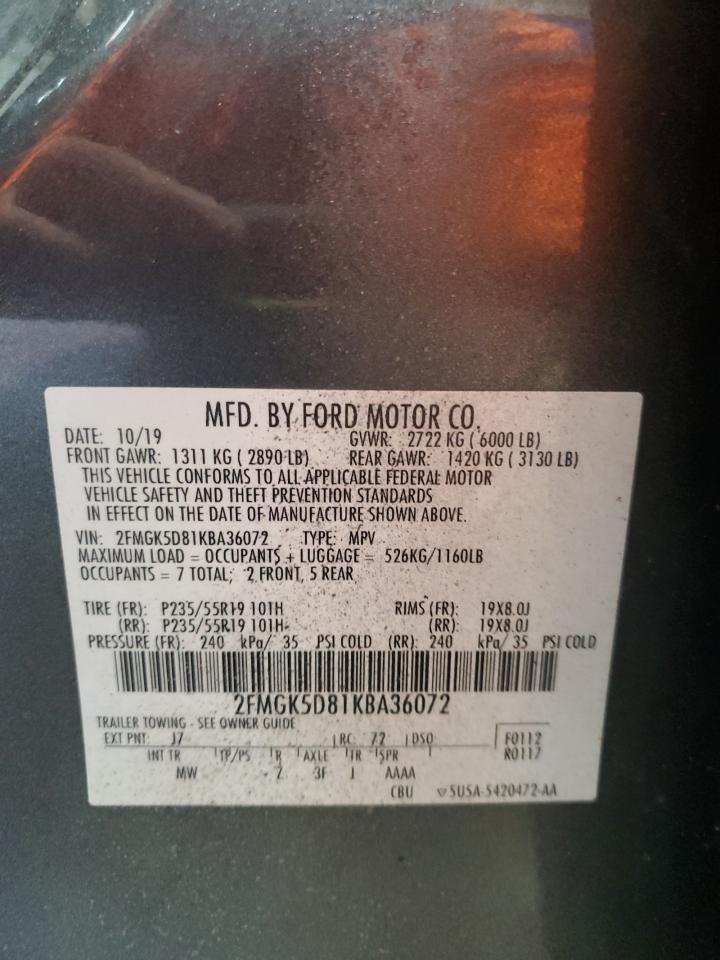 MFD. BY FORD MOTOR CO.
DATE: 10/19 GVWR: 2722 KG ( 6000 LB)
FRONT GAWR: 1311 KG ( 2890 LB) REAR GAWR: 1420 KG ( 3130 LB)
THIS VEHICLE CONFORMS TO ALL APPLICABLE FEDERAL MOTOR
VEHICLE SAFETY AND THEFT PREVENTION STANDARDS
IN EFFECT ON THE DATE OF MANUFACTURE SHOWN ABOVE.
VIN: 2FMGK5D81KBA36072 TYPE: MPV
MAXIMUM LOAD = OCCUPANTS + LUGGAGE = 526KG/1160LB
OCCUPANTS = 7 TOTAL; 2 FRONT, 5 REAR
TIRE (FR): P235/55R19 101H RIMS (FR): 19X8.0J
(RR): P235/55R19 101H (RR): 19X8.0J
PRESSURE (FR): 240 kPa/ 35 PSI COLD (RR): 240 kPa/ 35 PSI COLD
2FMGK5D81KBA36072
TRAILER TOWING - SEE OWNER GUIDE
EXT PNT: J7 RC: 72 DSO: F0112
INT TR TP/PS R AXLE TR SPR R0117
MW 2 3F J AAAA
CBU 5USA-5420472-AA